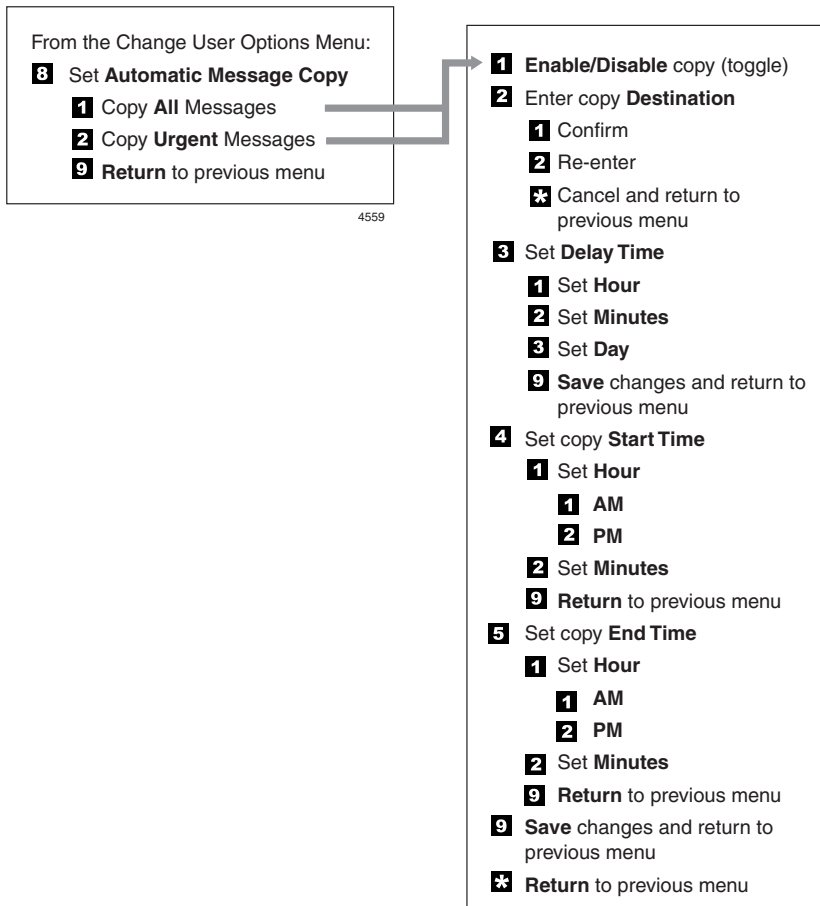 From the Change User Options Menu:
8 Set Automatic Message Copy
1 Copy All Messages
2 Copy Urgent Messages
9 Return to previous menu
4559
1 Enable/Disable copy (toggle)
2 Enter copy Destination
1 Confirm
2 Re-enter
* Cancel and return to
previous menu
3 Set Delay Time
1 Set Hour
2 Set Minutes
3 Set Day
9 Save changes and return to
previous menu
4 Set copy Start Time
1 Set Hour
1 AM
2 PM
2 Set Minutes
9 Return to previous menu
5 Set copy End Time
1 Set Hour
1 AM
2 PM
2 Set Minutes
9 Return to previous menu
9 Save changes and return to
previous menu
* Return to previous menu